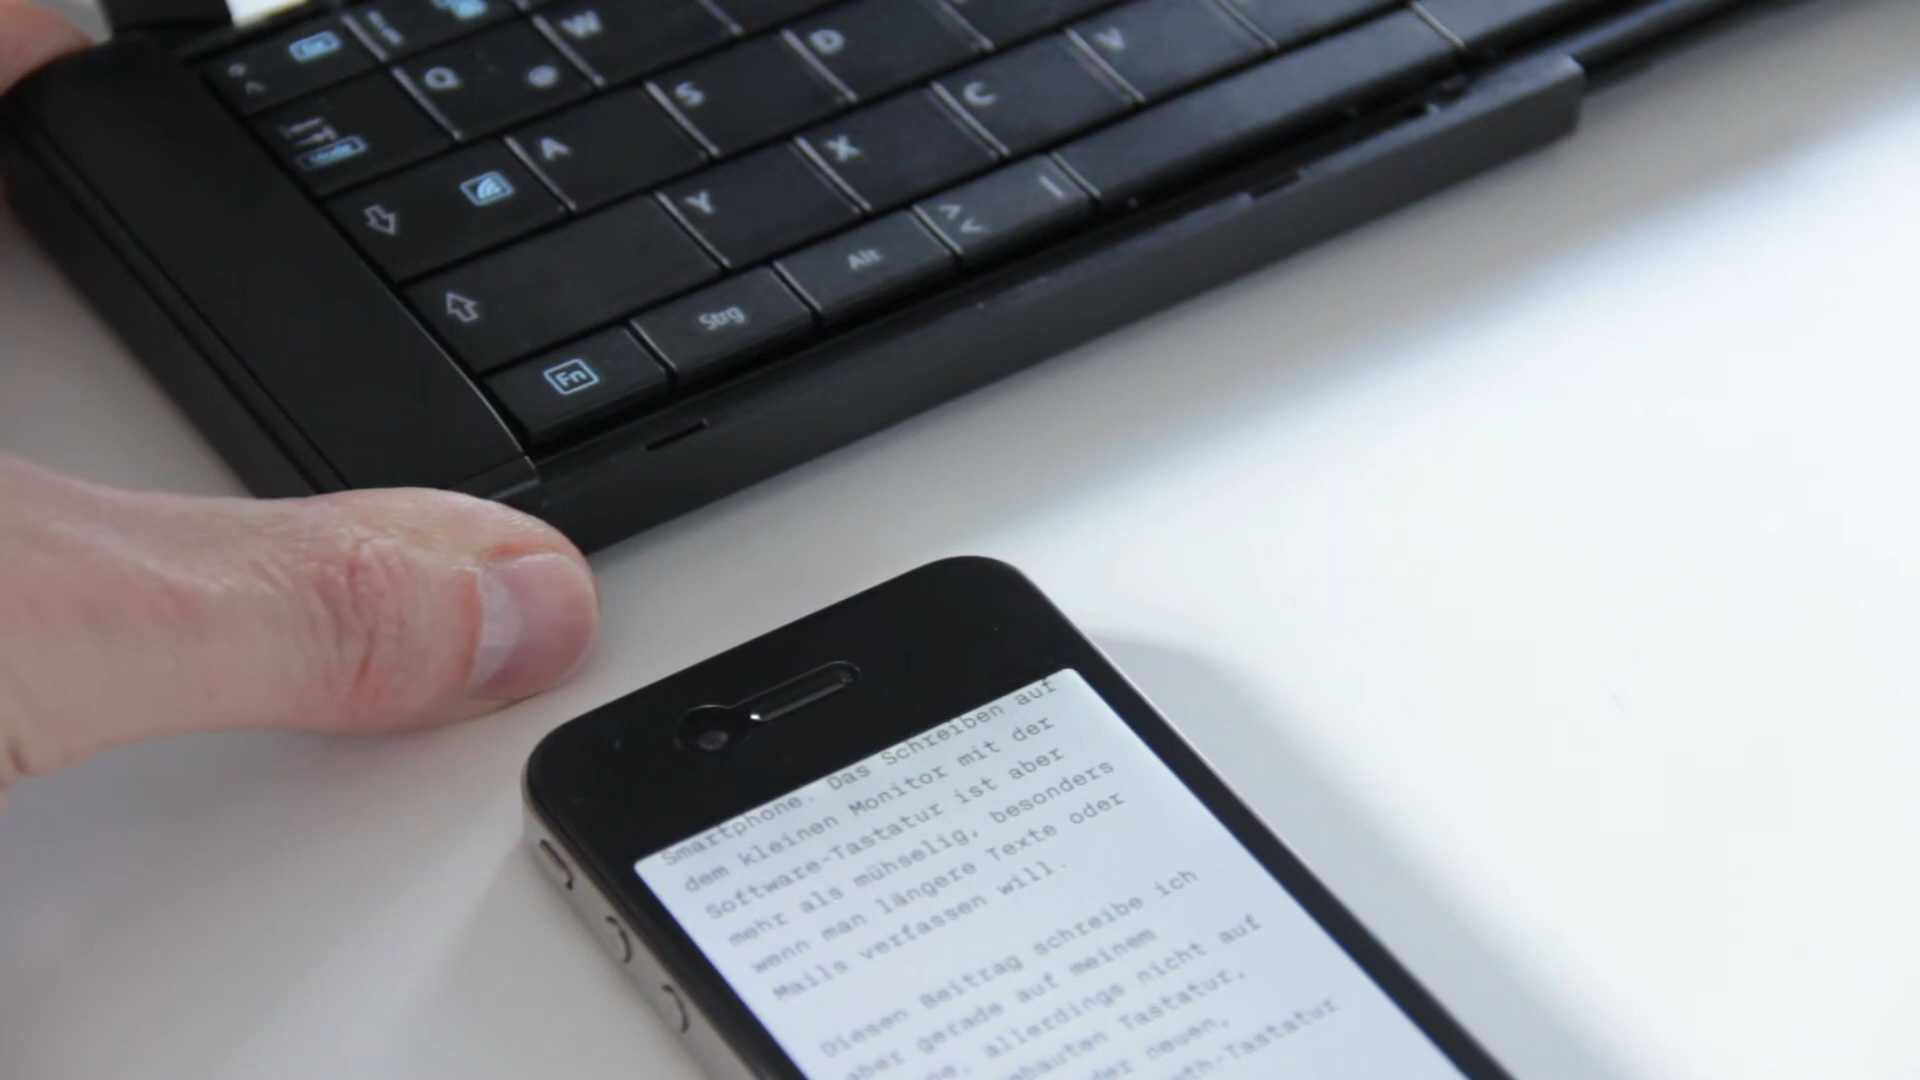 W
Q @
D
V
S
C
A
X
Mode
Y
|
> <
Alt
Strg
Fn
Smartphone. Das Schreiben auf
dem kleinen Monitor mit der
Software-Tastatur ist aber
mehr als mühselig, besonders
wenn man längere Texte oder
Mails verfassen will.
Diesen Beitrag schreibe ich
aber gerade auf meinem
allerdings nicht auf
Tastatur,
der neuen,